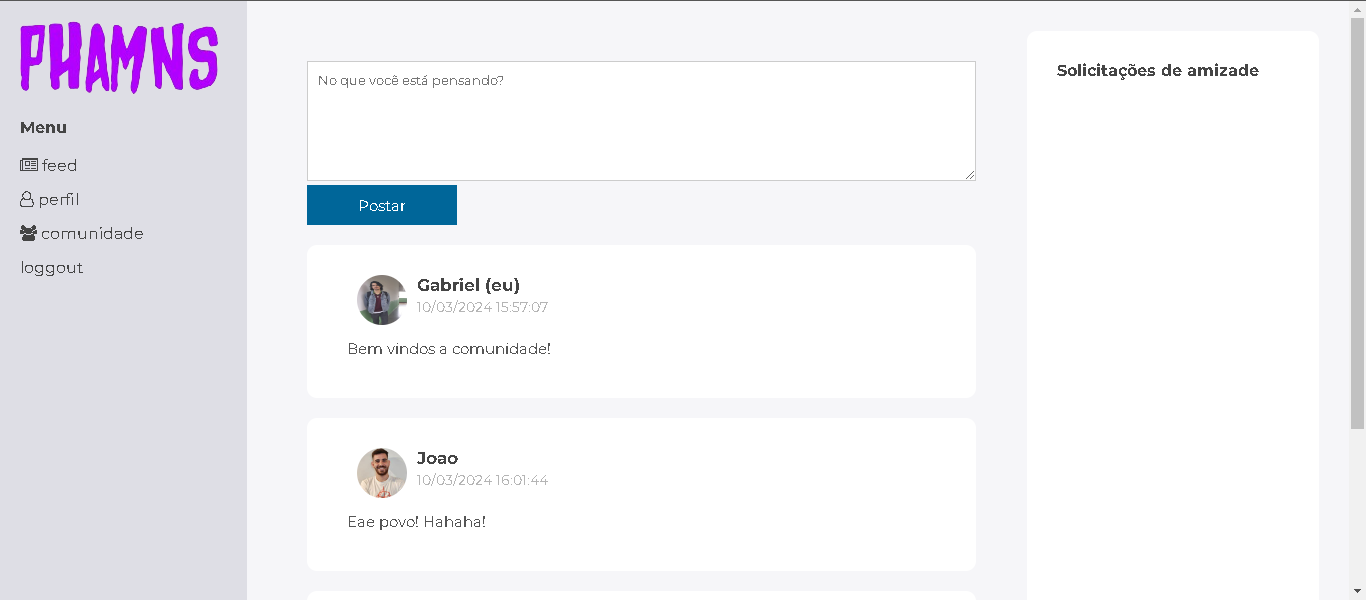 PHAMNS
Menu
feed
perfil
comunidade
loggout
No que você está pensando?
Postar
Gabriel (eu)
10/03/2024 15:57:07
Bem vindos a comunidade!
Joao
10/03/2024 16:01:44
Eae povo! Hahaha!
Solicitações de amizade